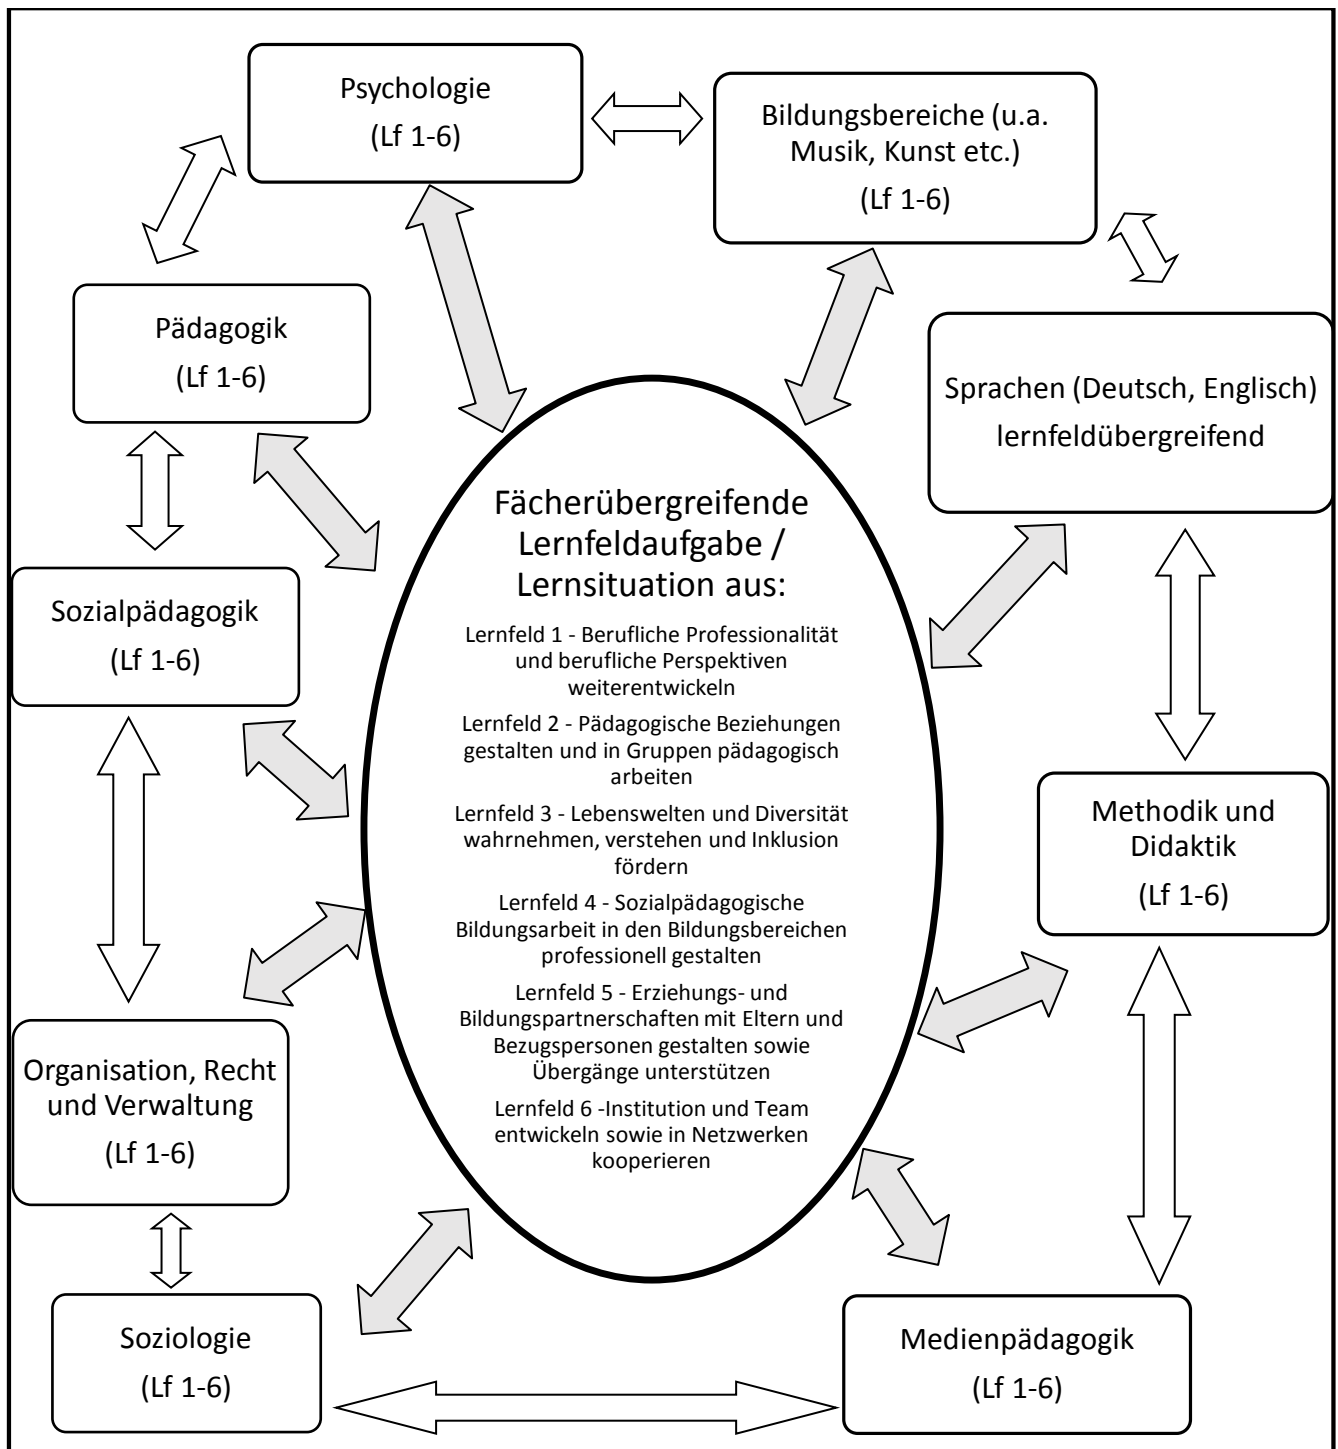 Psychologie
(Lf 1-6)
Bildungsbereiche (u.a.
Musik, Kunst etc.)
(Lf 1-6)
Pädagogik
(Lf 1-6)
Sprachen (Deutsch, Englisch)
lernfeldübergreifend
Fächerübergreifende
Lernfeldaufgabe /
Lernsituation aus:
Lernfeld 1 - Berufliche Professionalität
und berufliche Perspektiven
weiterentwickeln
Lernfeld 2 - Pädagogische Beziehungen
gestalten und in Gruppen pädagogisch
arbeiten
Lernfeld 3 - Lebenswelten und Diversität
wahrnehmen, verstehen und Inklusion
fördern
Lernfeld 4 - Sozialpädagogische
Bildungsarbeit in den Bildungsbereichen
professionell gestalten
Lernfeld 5 - Erziehungs- und
Bildungspartnerschaften mit Eltern und
Bezugspersonen gestalten sowie
Übergänge unterstützen
Lernfeld 6 -Institution und Team
entwickeln sowie in Netzwerken
kooperieren
Sozialpädagogik
(Lf 1-6)
Methodik und
Didaktik
(Lf 1-6)
Organisation, Recht
und Verwaltung
(Lf 1-6)
Soziologie
(Lf 1-6)
Medienpädagogik
(Lf 1-6)